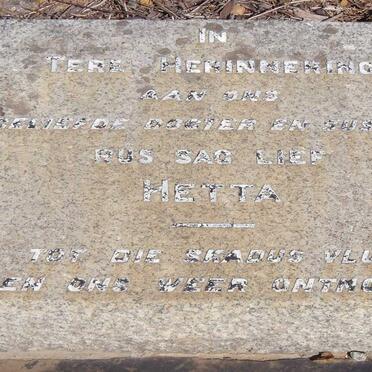 IN
TERE HERINNERING
AAN ONS
GELIEFDE DOGTER EN SUS
RUS SAG LIEF
HETTA
TOT DIE SKADUS VLU
EN ONS WEER ONTMO